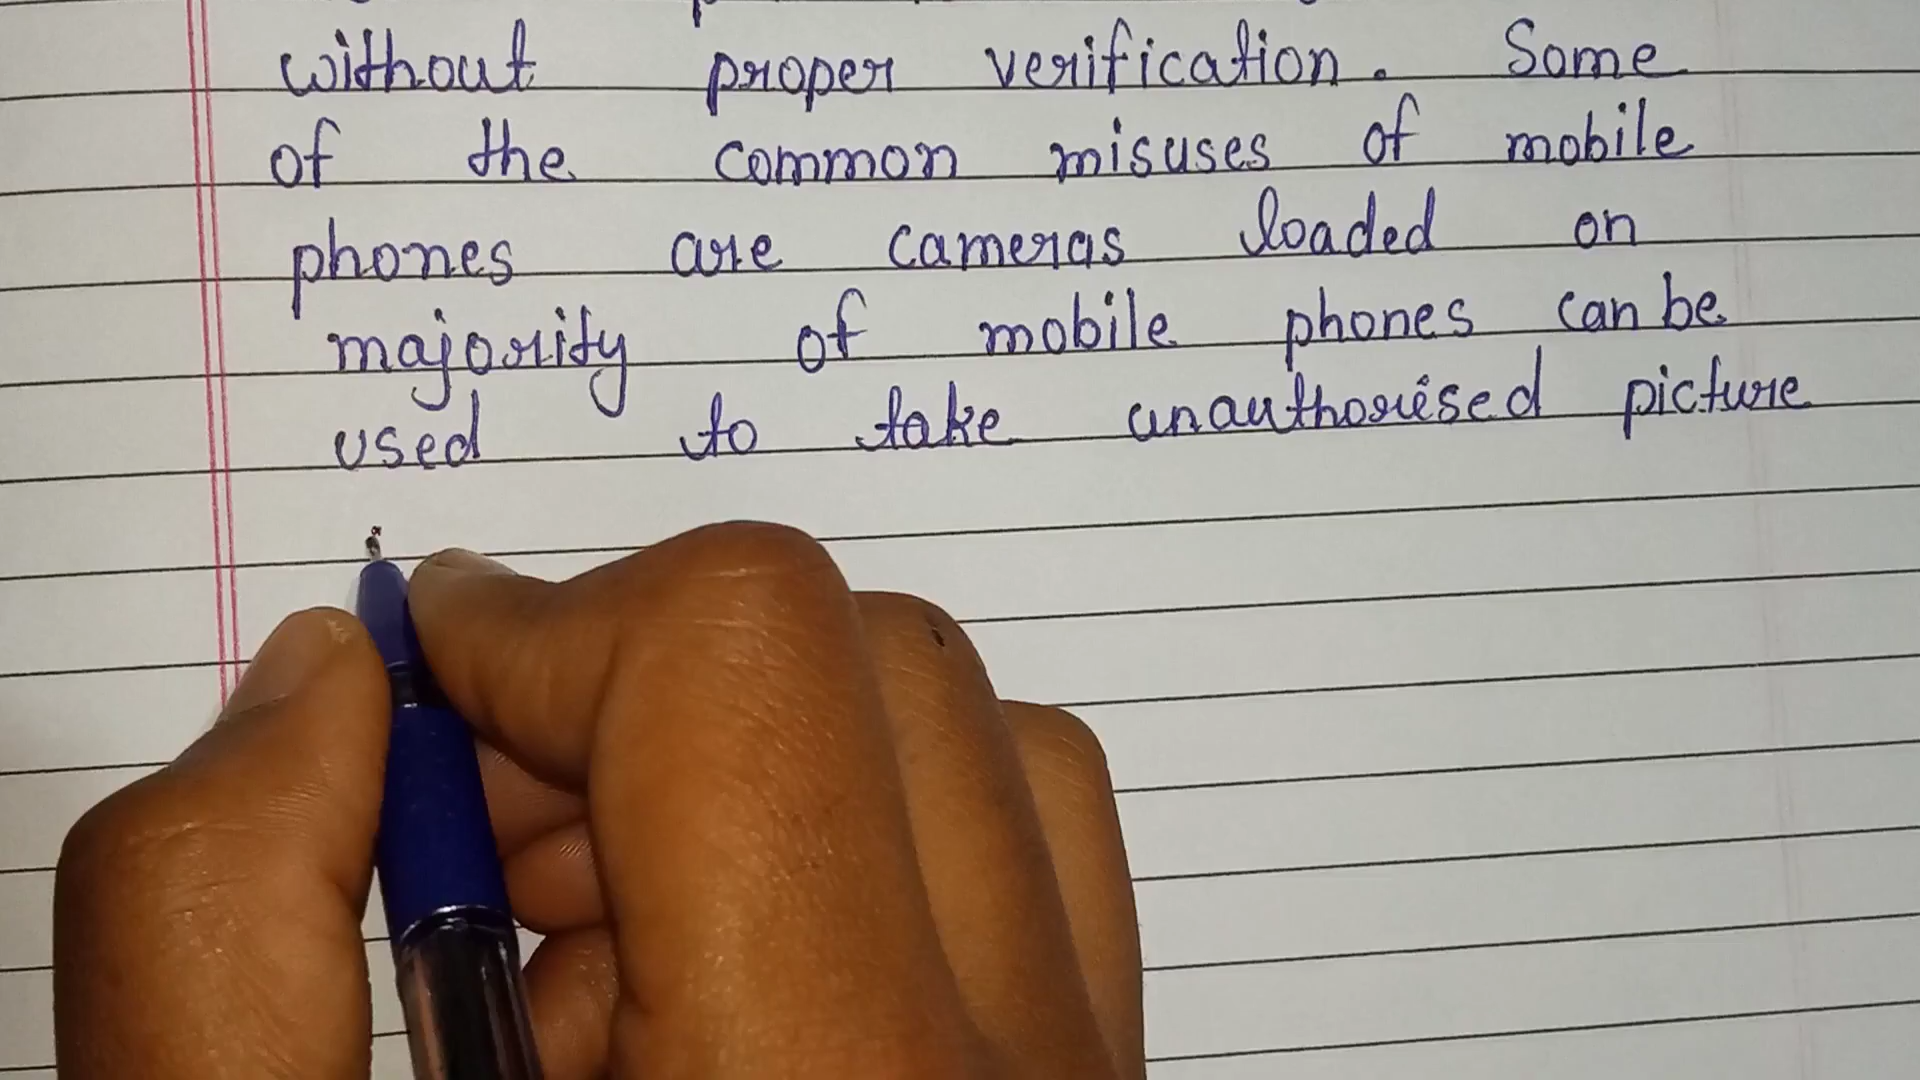 without proper verification. Some
of the common misuses of mobile
phones are cameras loaded on
majority of mobile phones can be
used to take unauthorised picture